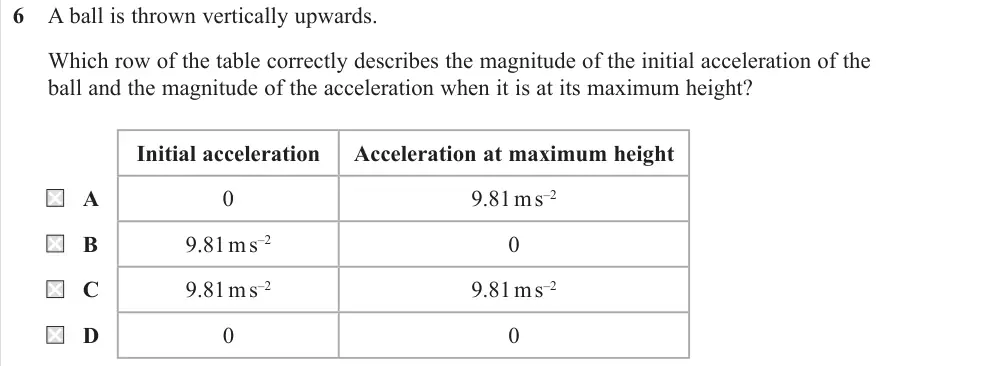 6 A ball is thrown vertically upwards.
Which row of the table correctly describes the magnitude of the initial acceleration of the
ball and the magnitude of the acceleration when it is at its maximum height?
Initial acceleration Acceleration at maximum height
A 0 9.81 m s⁻²
B 9.81 m s⁻² 0
C 9.81 m s⁻² 9.81 m s⁻²
D 0 0